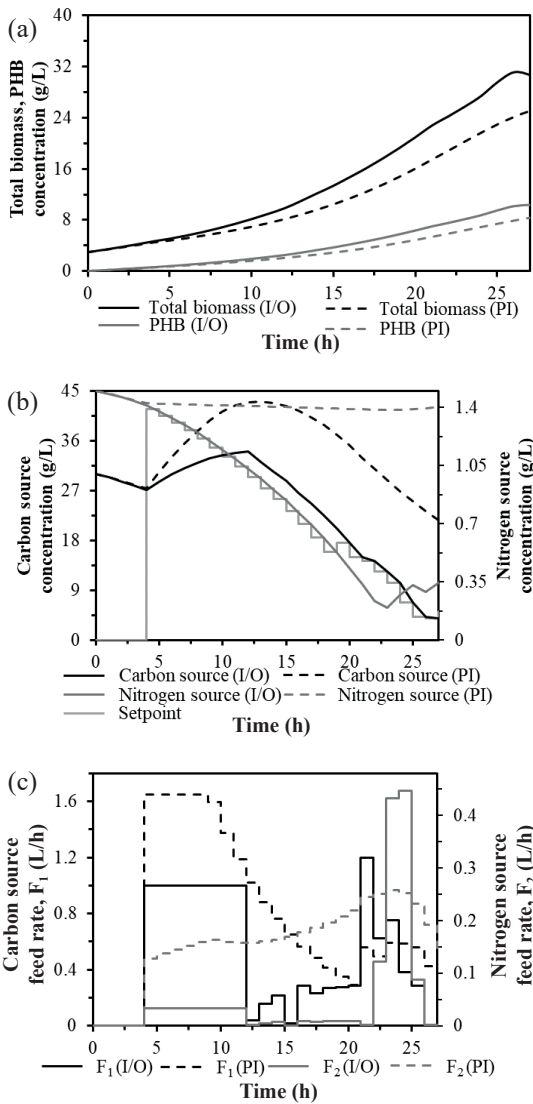 (a)
Total biomass, PHB
concentration (g/L)
40
32
24
16
8
0
0 5 10 15 20 25
Total biomass (I/O) Total biomass (PI)
PHB (I/O) PHB (PI)
Time (h)
(b)
Carbon source
concentration (g/L)
45
36
27
18
9
0
1.4
1.05
0.7
0.35
0
Nitrogen source
concentration (g/L)
0 5 10 15 20 25
Carbon source (I/O) Carbon source (PI)
Nitrogen source (I/O) Nitrogen source (PI)
Setpoint
Time (h)
(c)
Carbon source
feed rate, F1 (L/h)
1.6
1.2
0.8
0.4
0
0.4
0.3
0.2
0.1
0
Nitrogen source
feed rate, F2 (L/h)
0 5 10 15 20 25
F1 (I/O) F1 (PI) F2 (I/O) F2 (PI)
Time (h)